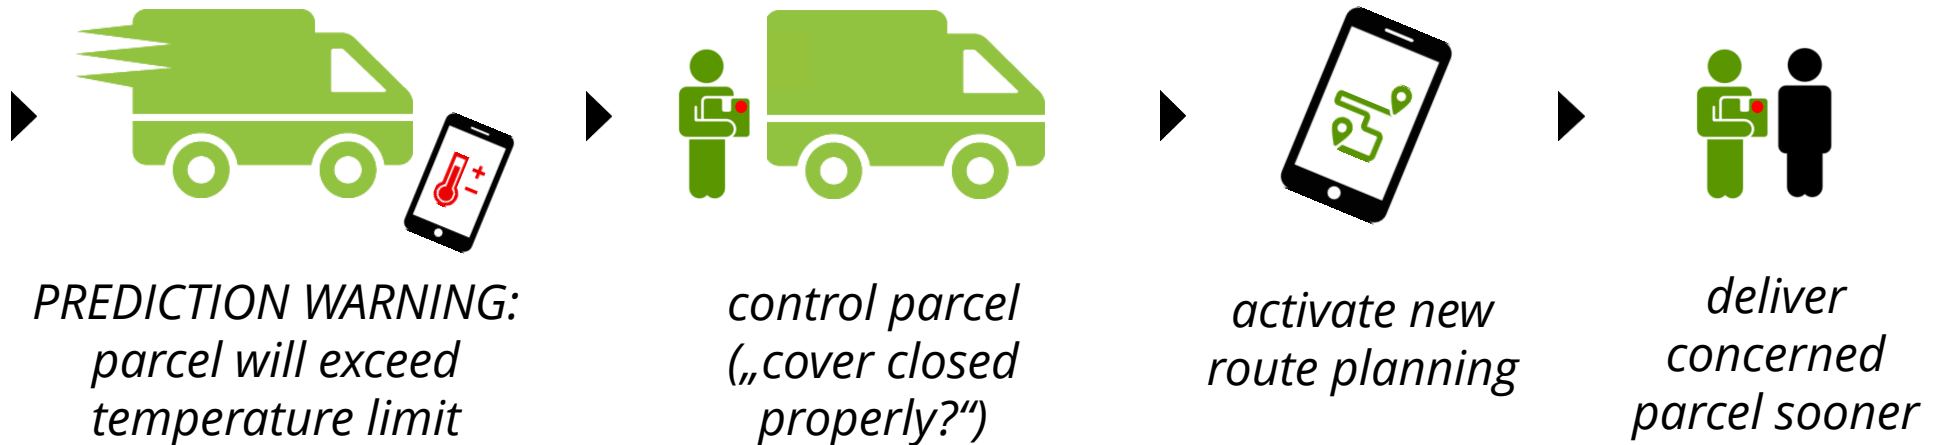 PREDICTION WARNING:
parcel will exceed
temperature limit
control parcel
(„cover closed
properly?“)
activate new
route planning
deliver
concerned
parcel sooner